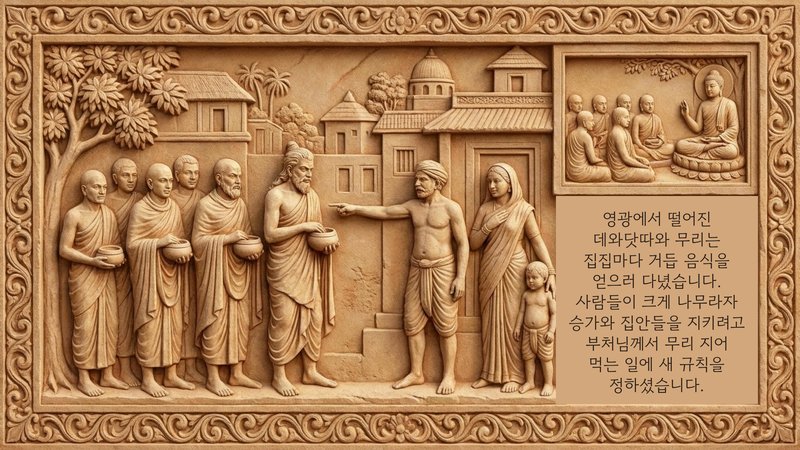 영광에서 떨어진
데와닷따와 무리는
집집마다 거듭 음식을
얻으러 다녔습니다.
사람들이 크게 나무라자
승가와 집안들을 지키려고
부처님께서 무리 지어
먹는 일에 새 규칙을
정하셨습니다.